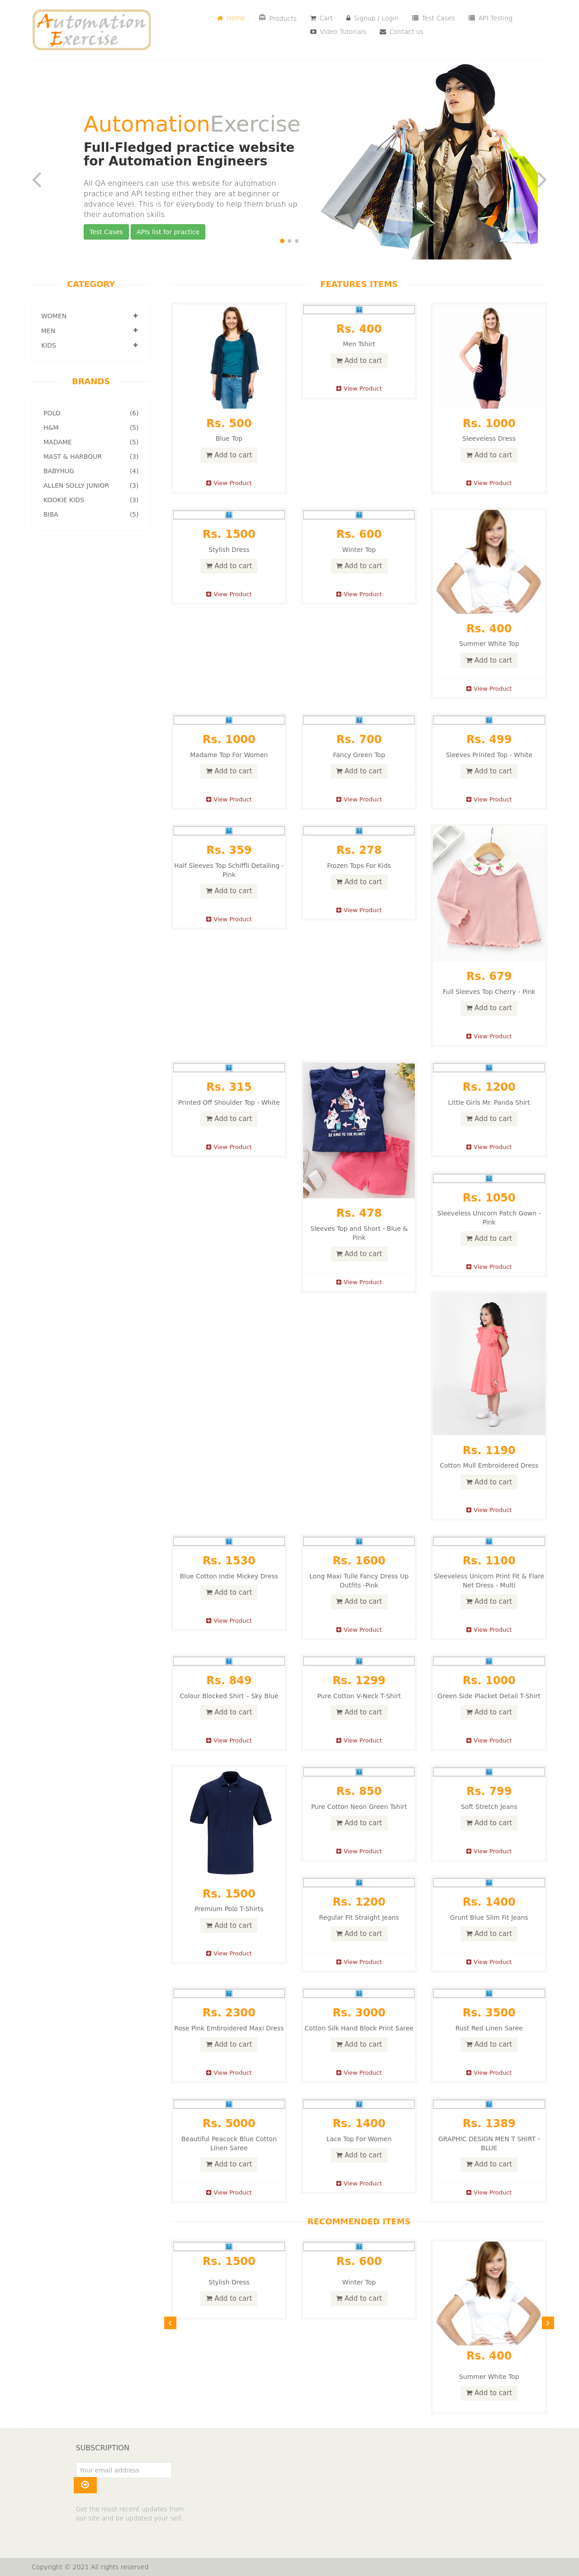 Automation
Exercise
Home
Products
Cart
Signup / Login
Test Cases
API Testing
Video Tutorials
Contact us
AutomationExercise
Full-Fledged practice website
for Automation Engineers
All QA engineers can use this website for automation
practice and API testing either they are at beginner or
advance level. This is for everybody to help them brush up
their automation skills.
Test Cases
APIs list for practice
CATEGORY
WOMEN
MEN
KIDS
BRANDS
POLO (6)
H&M (5)
MADAME (5)
MAST & HARBOUR (3)
BABYHUG (4)
ALLEN SOLLY JUNIOR (3)
KOOKIE KIDS (3)
BIBA (5)
FEATURES ITEMS
Rs. 500
Blue Top
Add to cart
View Product
Rs. 400
Men Tshirt
Add to cart
View Product
Rs. 1000
Sleeveless Dress
Add to cart
View Product
Rs. 1500
Stylish Dress
Add to cart
View Product
Rs. 600
Winter Top
Add to cart
View Product
Rs. 400
Summer White Top
Add to cart
View Product
Rs. 1000
Madame Top For Women
Add to cart
View Product
Rs. 700
Fancy Green Top
Add to cart
View Product
Rs. 499
Sleeves Printed Top - White
Add to cart
View Product
Rs. 359
Half Sleeves Top Schiffli Detailing -
Pink
Add to cart
View Product
Rs. 278
Frozen Tops For Kids
Add to cart
View Product
Rs. 679
Full Sleeves Top Cherry - Pink
Add to cart
View Product
Rs. 315
Printed Off Shoulder Top - White
Add to cart
View Product
BE KIND TO THE PLANET
Rs. 478
Sleeves Top and Short - Blue &
Pink
Add to cart
View Product
Rs. 1200
Little Girls Mr. Panda Shirt
Add to cart
View Product
Rs. 1050
Sleeveless Unicorn Patch Gown -
Pink
Add to cart
View Product
Rs. 1190
Cotton Mull Embroidered Dress
Add to cart
View Product
Rs. 1530
Blue Cotton Indie Mickey Dress
Add to cart
View Product
Rs. 1600
Long Maxi Tulle Fancy Dress Up
Outfits -Pink
Add to cart
View Product
Rs. 1100
Sleeveless Unicorn Print Fit & Flare
Net Dress - Multi
Add to cart
View Product
Rs. 849
Colour Blocked Shirt – Sky Blue
Add to cart
View Product
Rs. 1299
Pure Cotton V-Neck T-Shirt
Add to cart
View Product
Rs. 1000
Green Side Placket Detail T-Shirt
Add to cart
View Product
Rs. 1500
Premium Polo T-Shirts
Add to cart
View Product
Rs. 850
Pure Cotton Neon Green Tshirt
Add to cart
View Product
Rs. 799
Soft Stretch Jeans
Add to cart
View Product
Rs. 1200
Regular Fit Straight Jeans
Add to cart
View Product
Rs. 1400
Grunt Blue Slim Fit Jeans
Add to cart
View Product
Rs. 2300
Rose Pink Embroidered Maxi Dress
Add to cart
View Product
Rs. 3000
Cotton Silk Hand Block Print Saree
Add to cart
View Product
Rs. 3500
Rust Red Linen Saree
Add to cart
View Product
Rs. 5000
Beautiful Peacock Blue Cotton
Linen Saree
Add to cart
View Product
Rs. 1400
Lace Top For Women
Add to cart
View Product
Rs. 1389
GRAPHIC DESIGN MEN T SHIRT -
BLUE
Add to cart
View Product
RECOMMENDED ITEMS
Rs. 1500
Stylish Dress
Add to cart
Rs. 600
Winter Top
Add to cart
Rs. 400
Summer White Top
Add to cart
SUBSCRIPTION
Your email address
Get the most recent updates from
our site and be updated your self.
Copyright © 2021 All rights reserved